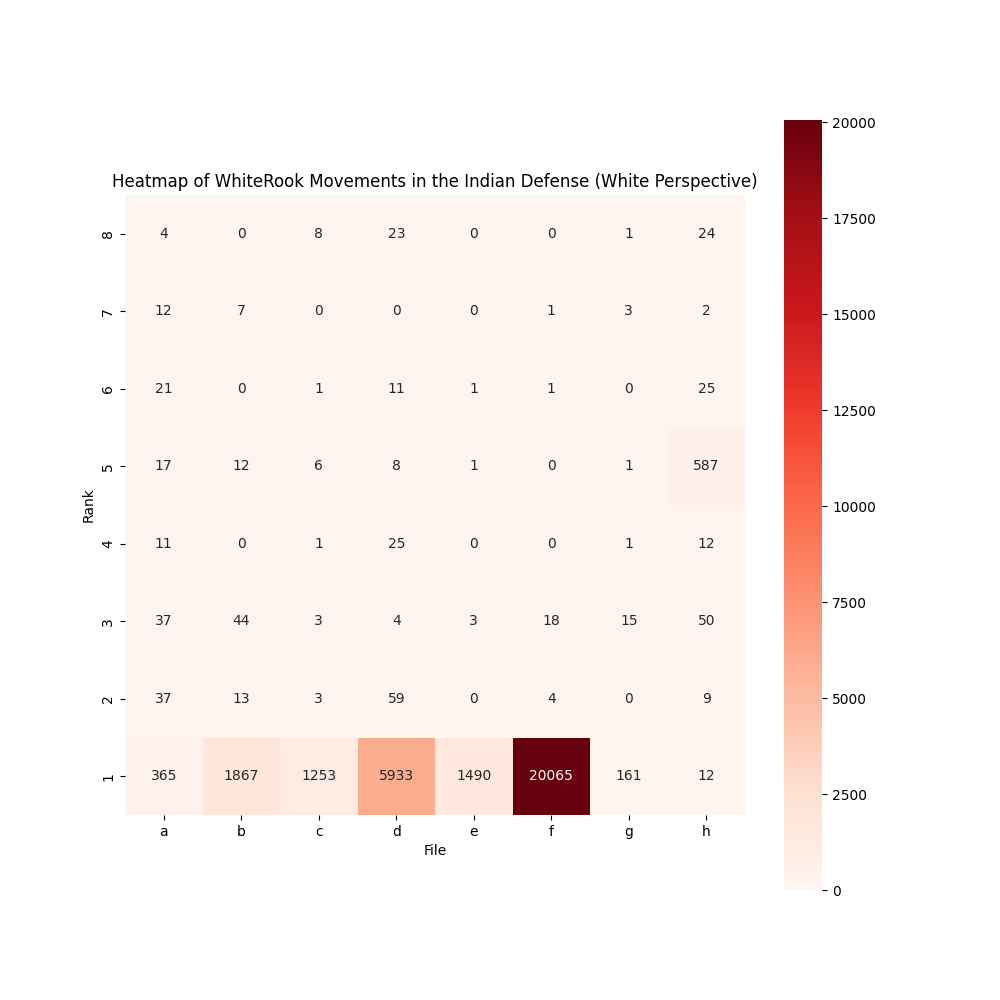 Heatmap of WhiteRook Movements in the Indian Defense (White Perspective)
8 4 0 8 23 0 0 1 24
7 12 7 0 0 0 1 3 2
6 21 0 1 11 1 1 0 25
5 17 12 6 8 1 0 1 587
4 11 0 1 25 0 0 1 12
3 37 44 3 4 3 18 15 50
2 37 13 3 59 0 4 0 9
1 365 1867 1253 5933 1490 20065 161 12
a b c d e f g h
File
Rank
20000
17500
15000
12500
10000
7500
5000
2500
0